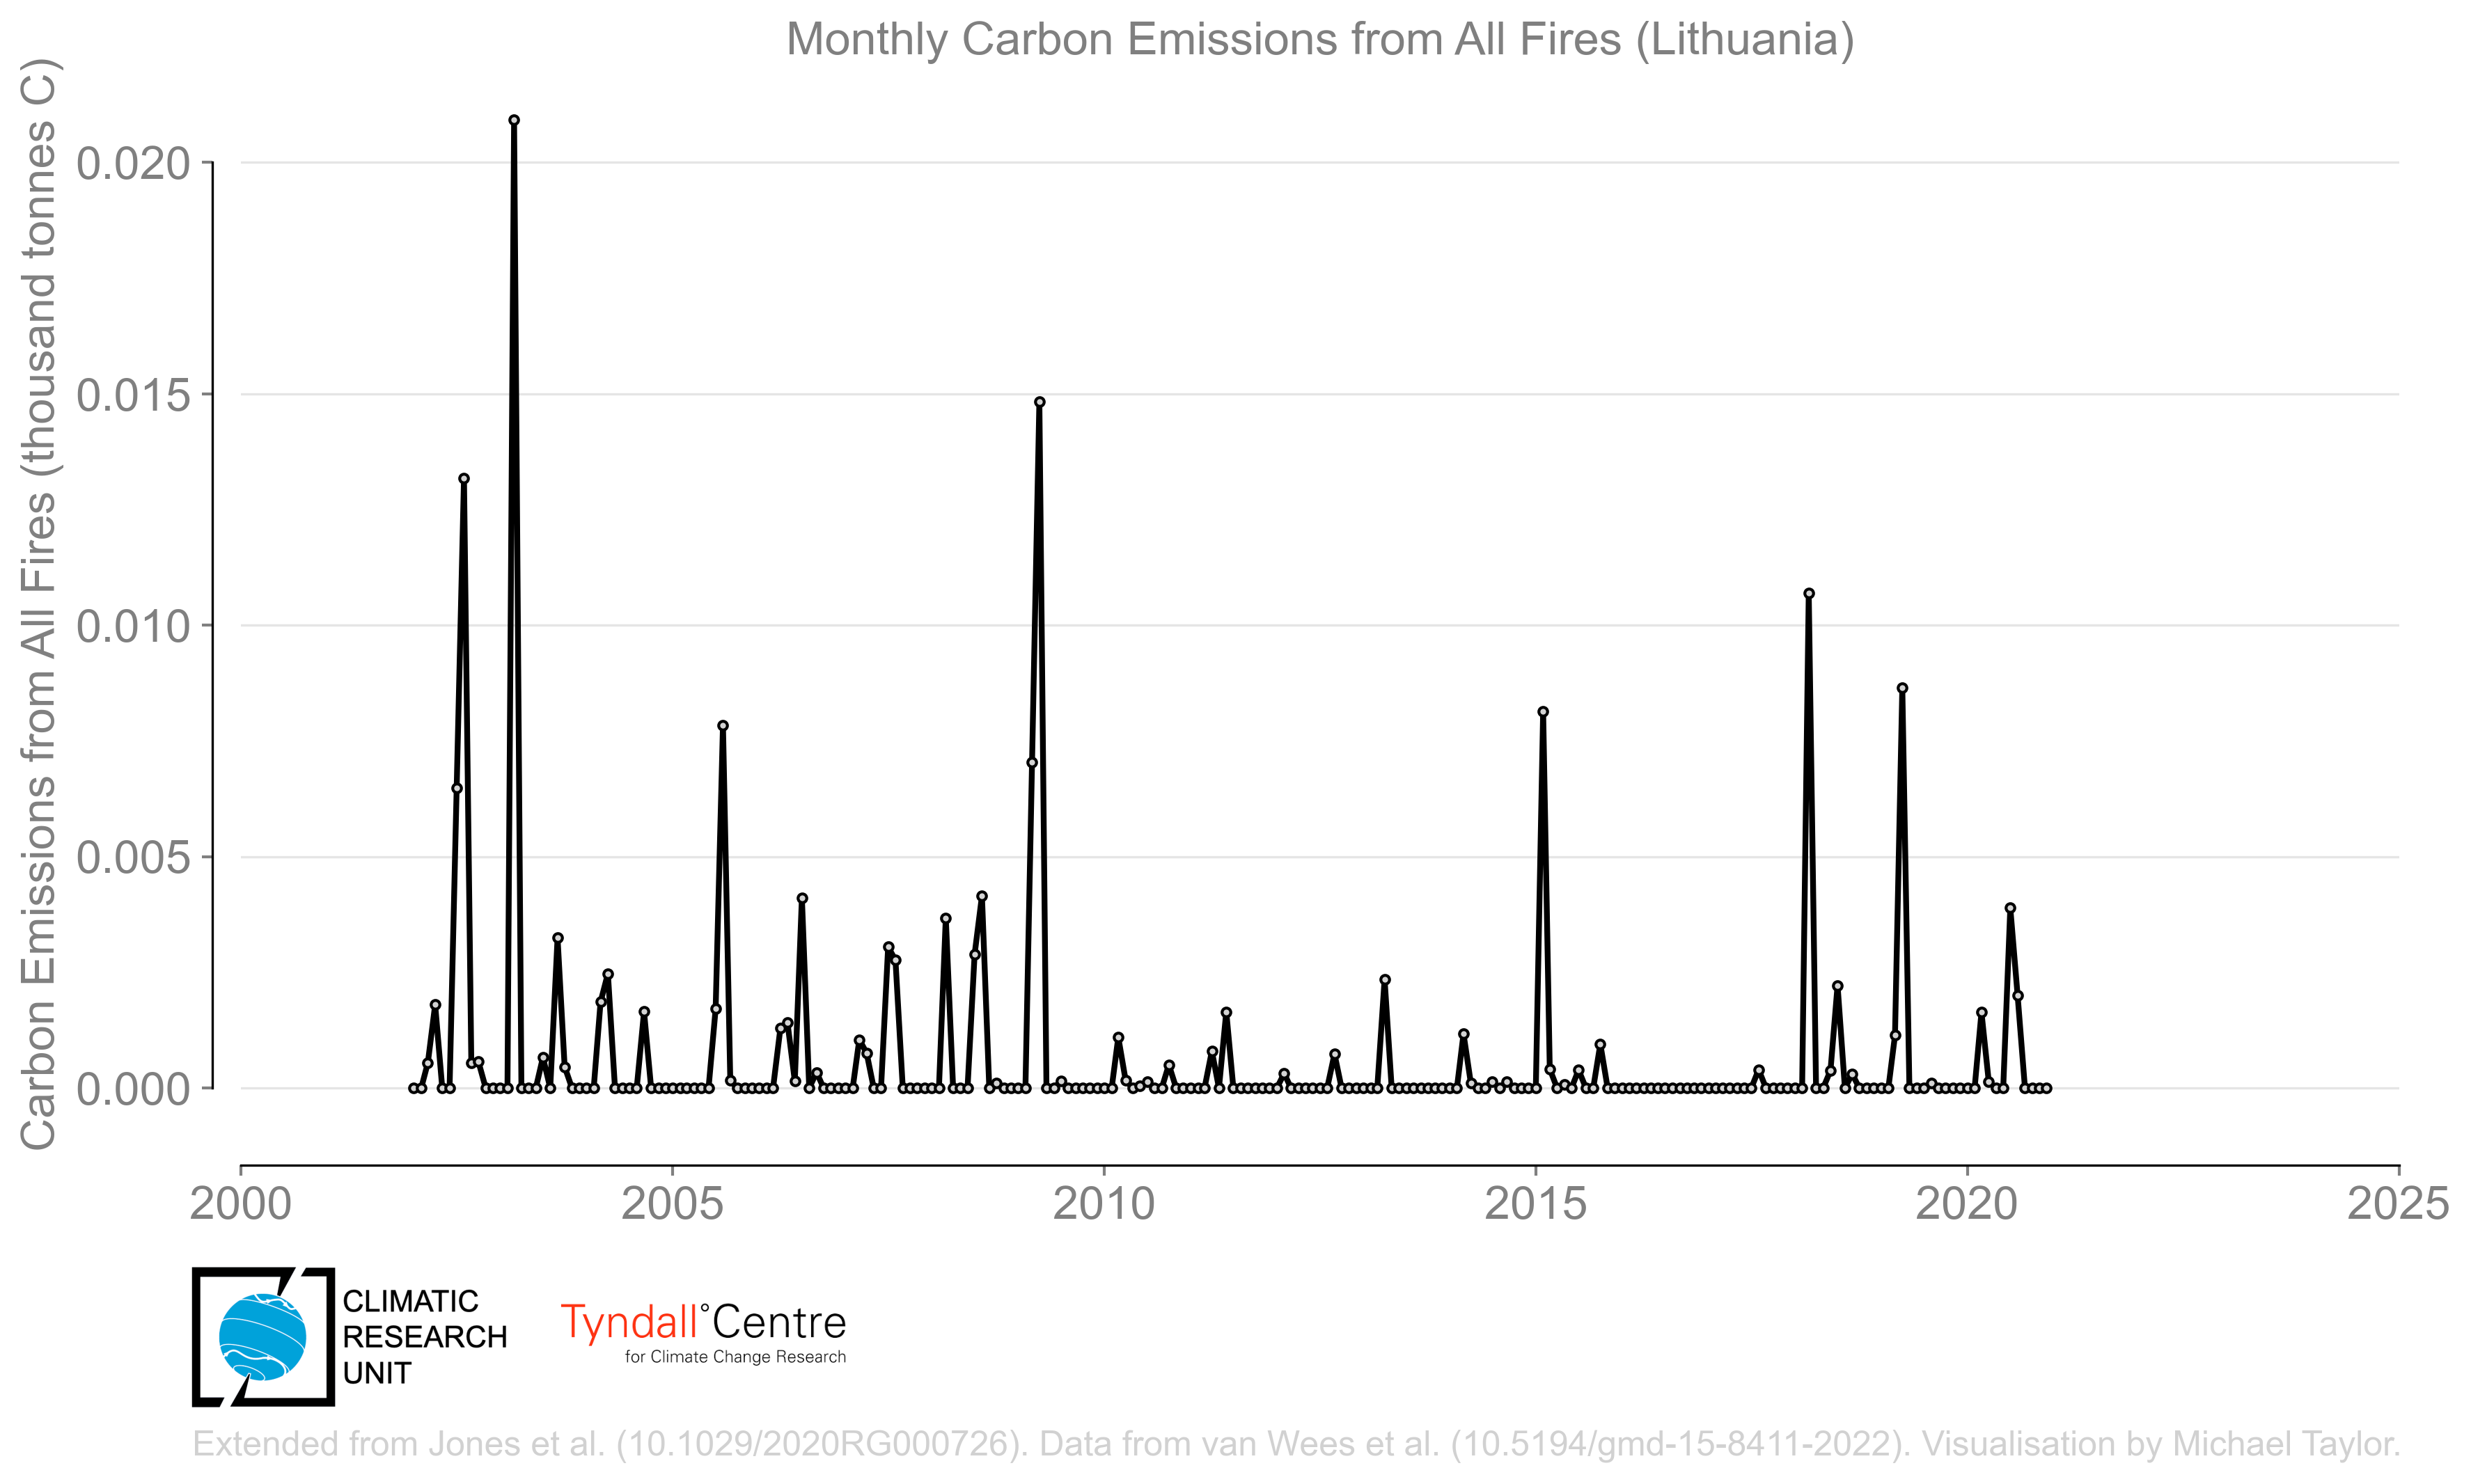 Monthly Carbon Emissions from All Fires (Lithuania)
Carbon Emissions from All Fires (thousand tonnes C)
0.020
0.015
0.010
0.005
0.000
2000
2005
2010
2015
2020
2025
CLIMATIC
RESEARCH
UNIT
Tyndall°Centre
for Climate Change Research
Extended from Jones et al. (10.1029/2020RG000726). Data from van Wees et al. (10.5194/gmd-15-8411-2022). Visualisation by Michael Taylor.